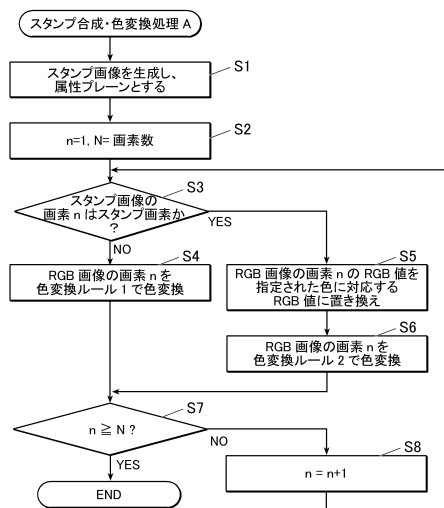 スタンプ合成・色変換処理 A
スタンプ画像を生成し、
属性プレーンとする
S1
n=1, N= 画素数
S2
スタンプ画像の
画素 n はスタンプ画素か
?
S3
YES
NO
S4
RGB 画像の画素 n を
色変換ルール 1 で色変換
S5
RGB 画像の画素 n の RGB 値を
指定された色に対応する
RGB 値に置き換え
S6
RGB 画像の画素 n を
色変換ルール 2 で色変換
S7
n ≧ N ?
NO
YES
S8
n = n+1
END